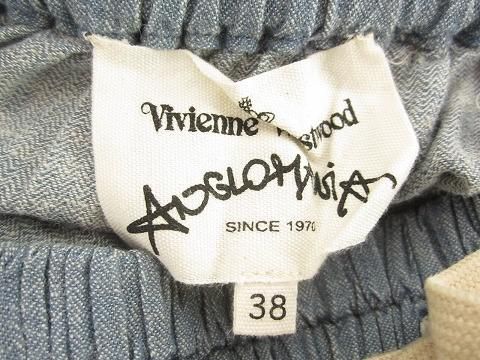 Vivienne Westwood
ANGLOMANIA
SINCE 1970
38